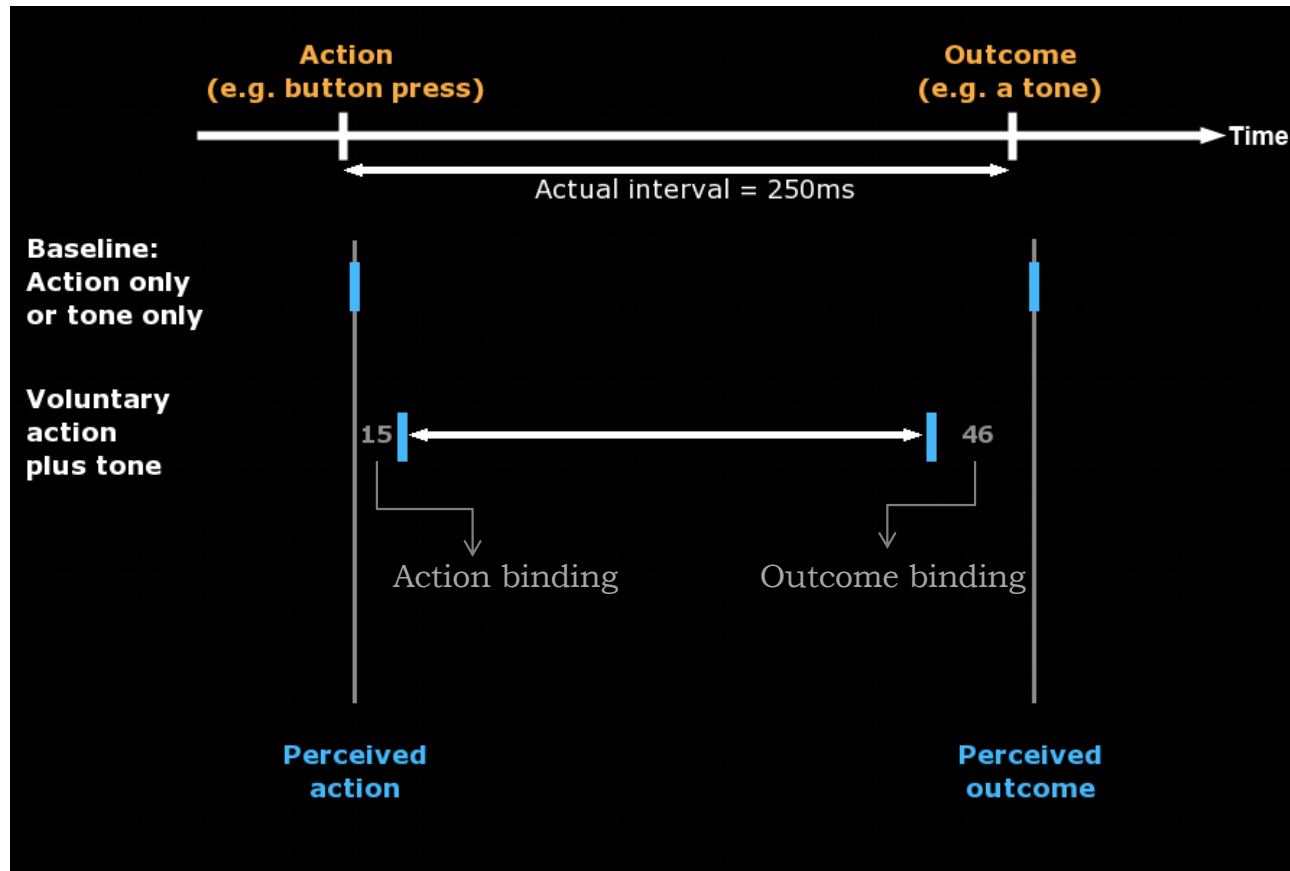 Action
(e.g. button press)
Outcome
(e.g. a tone)
Time
Actual interval = 250ms
Baseline:
Action only
or tone only
Voluntary
action
plus tone
15
46
Action binding
Outcome binding
Perceived
action
Perceived
outcome